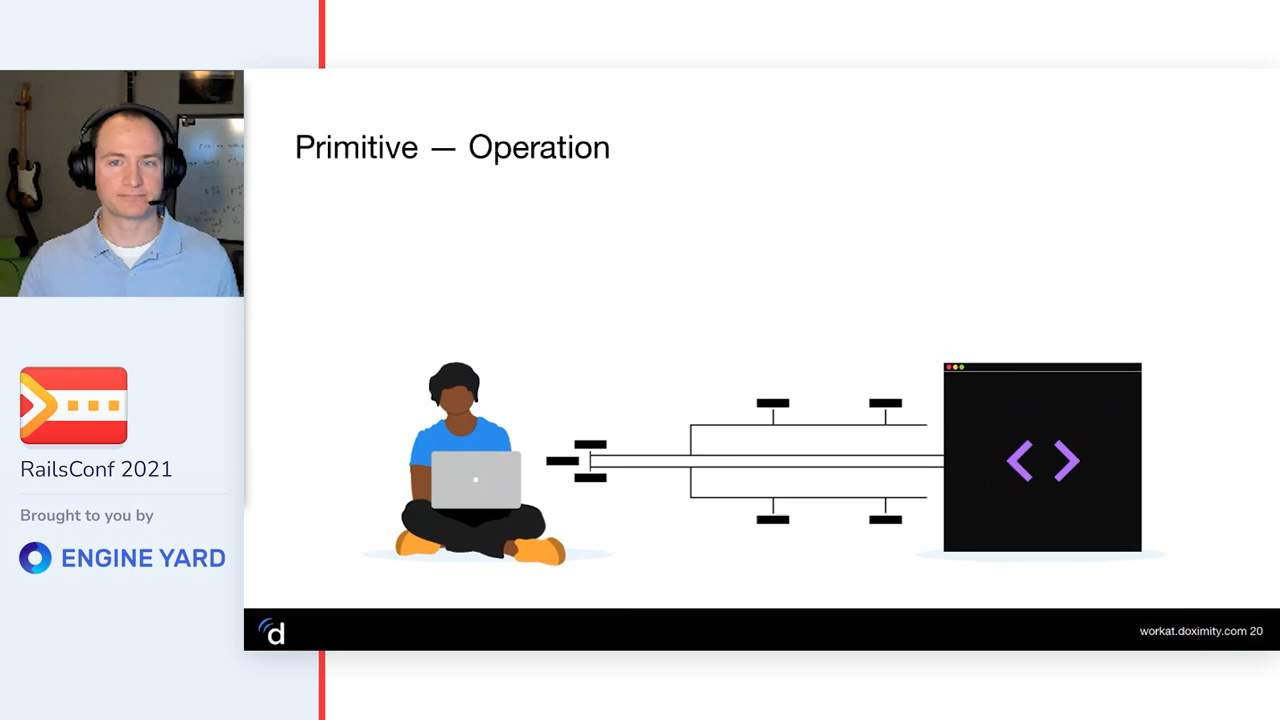 Primitive — Operation
RailsConf 2021
Brought to you by
ENGINE YARD
d
workat.doximity.com 20